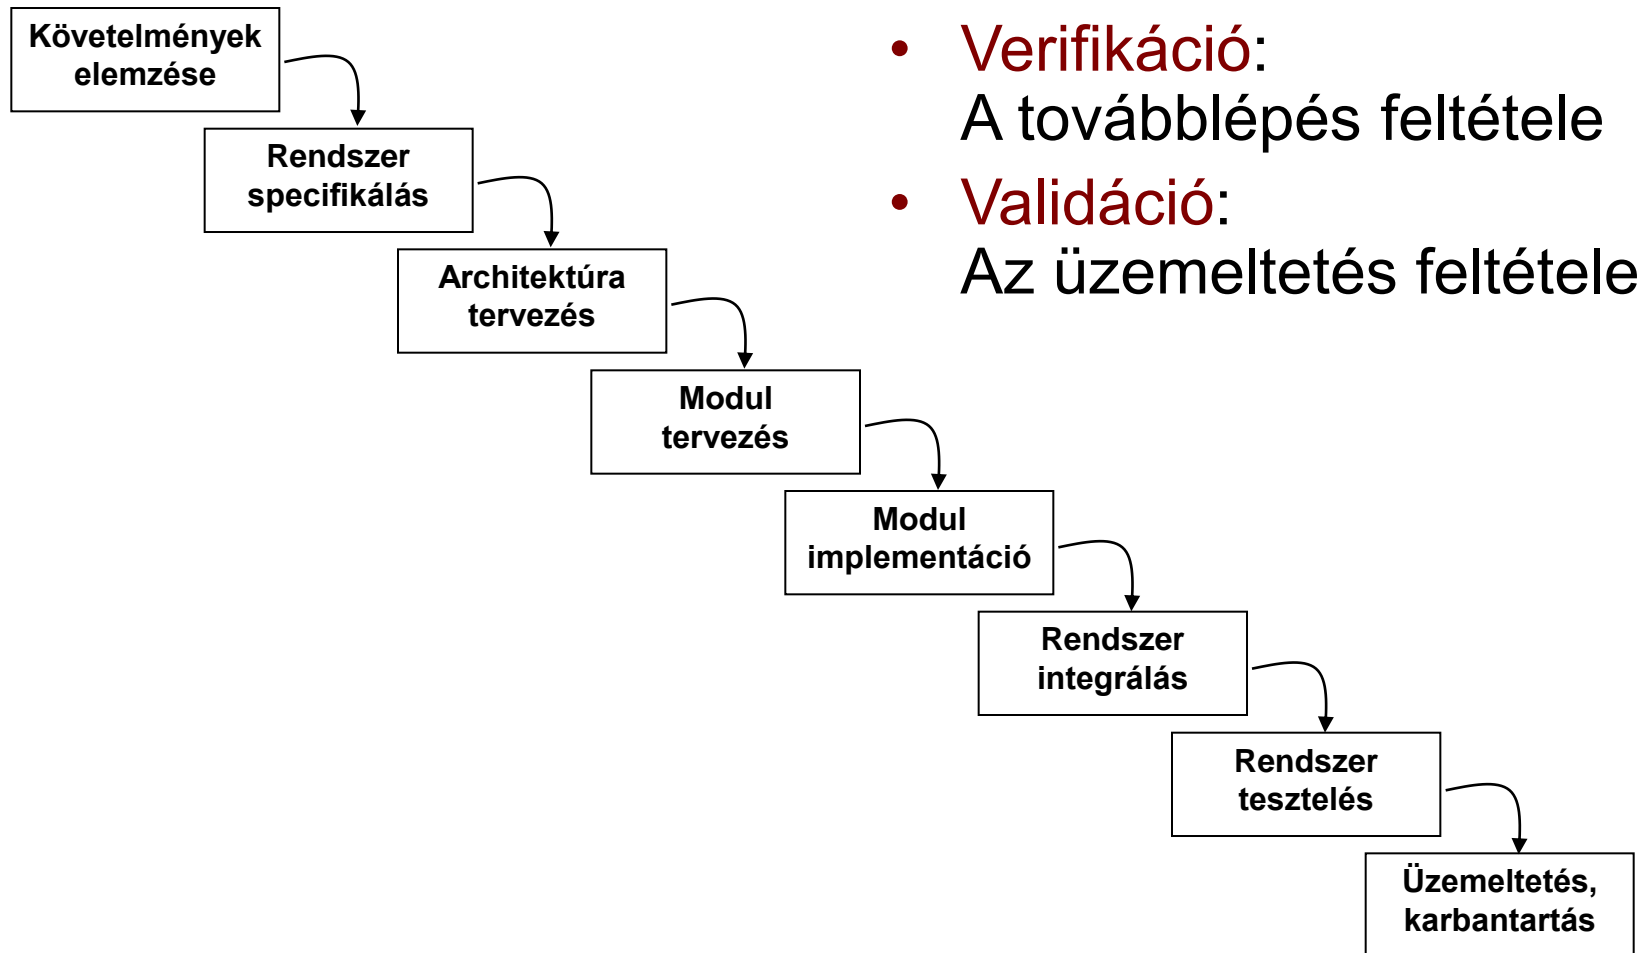 Követelmények
elemzése
Rendszer
specifikálás
Architektúra
tervezés
Modul
tervezés
Modul
implementáció
Rendszer
integrálás
Rendszer
tesztelés
Üzemeltetés,
karbantartás
• Verifikáció:
A továbblépés feltétele
• Validáció:
Az üzemeltetés feltétele